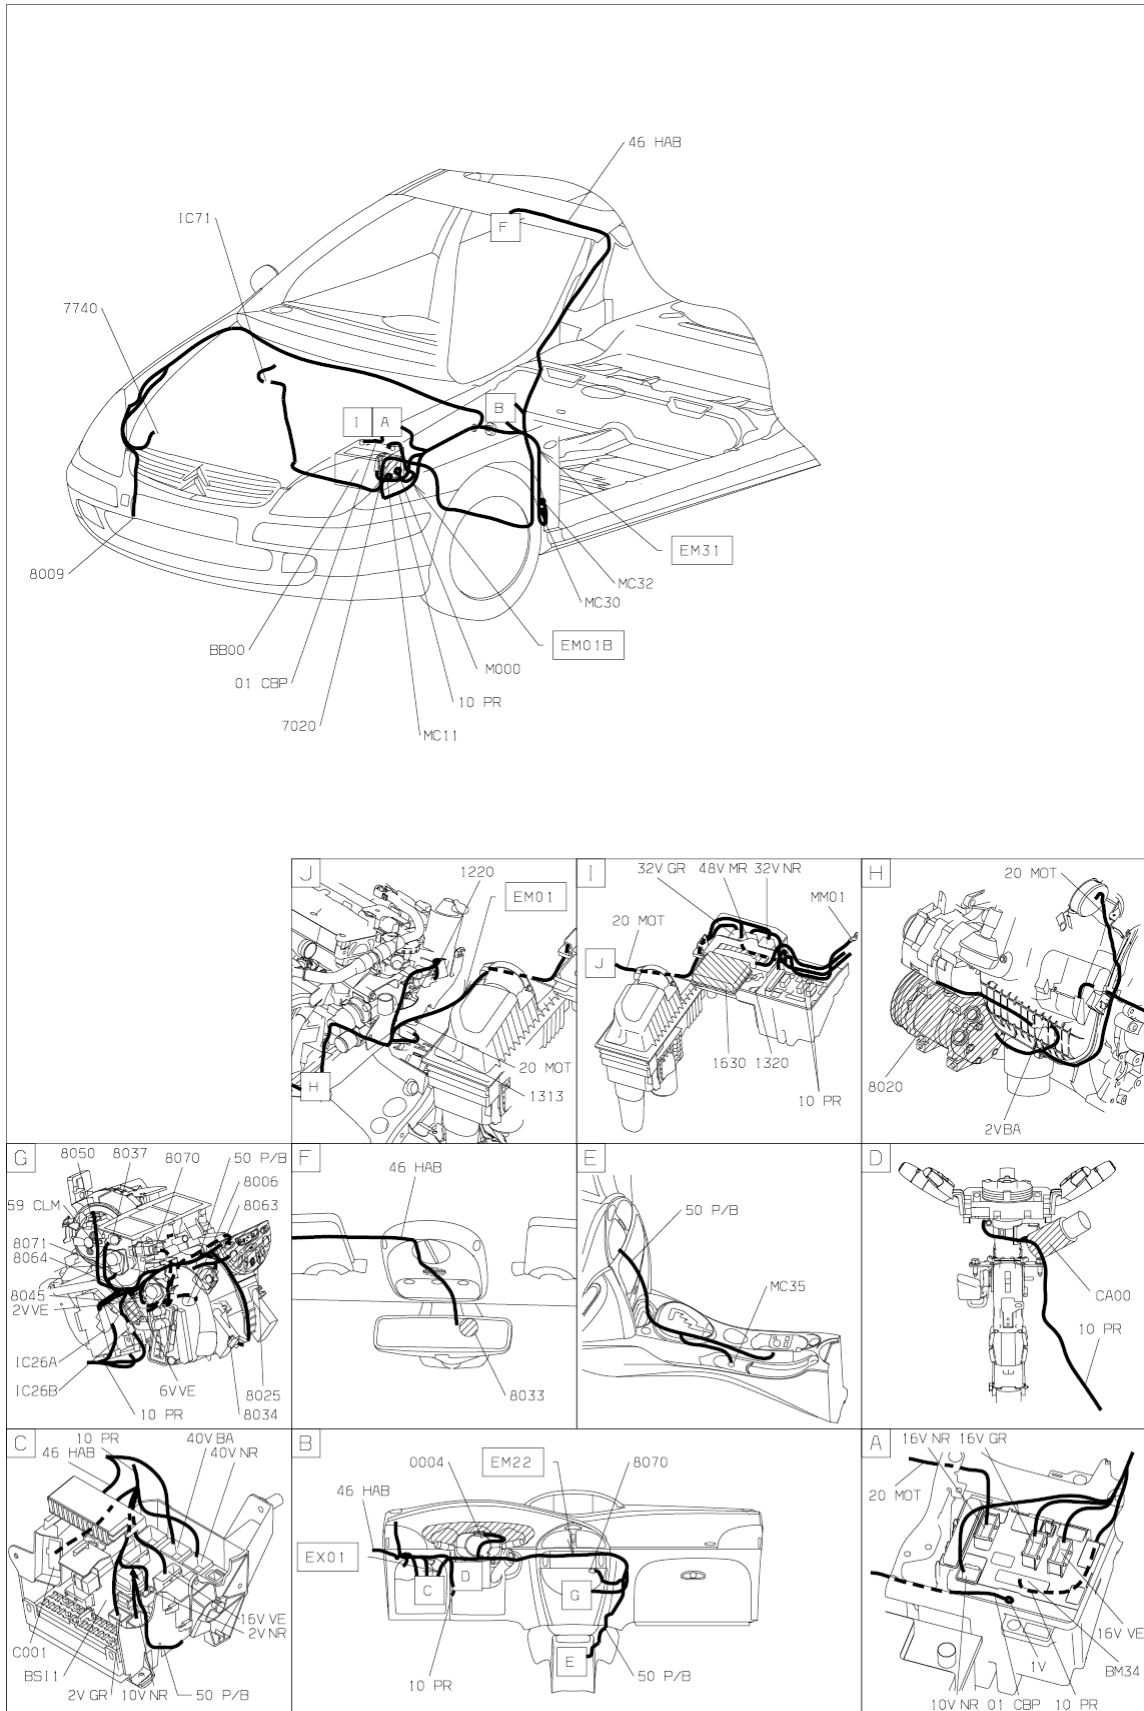 46 HAB
F
IC71
7740
B
I A
8009
EM31
MC32
MC30
EM01B
BB00
M000
01 CBP
10 PR
7020
MC11
J
1220
EM01
20 MOT
1313
H
I
32V GR 48V MR 32V NR
MM01
20 MOT
J
1630 1320
10 PR
H
20 MOT
8020
2VBA
G
8050 8037 8070 50 P/B
8006
8063
59 CLM
8071
8064
8045
2VVE
IC26A
IC26B
10 PR
6VVE
8025
8034
F
46 HAB
8033
E
50 P/B
MC35
D
CA00
10 PR
C
10 PR
46 HAB
40V BA
40V NR
16V VE
2V NR
C001
BSI1
2V GR 10V NR 50 P/B
B
0004
EM22
8070
46 HAB
EX01
C
D
G
E
10 PR
50 P/B
A
16V NR 16V GR
20 MOT
16V VE
1V
BM34
10V NR 01 CBP 10 PR